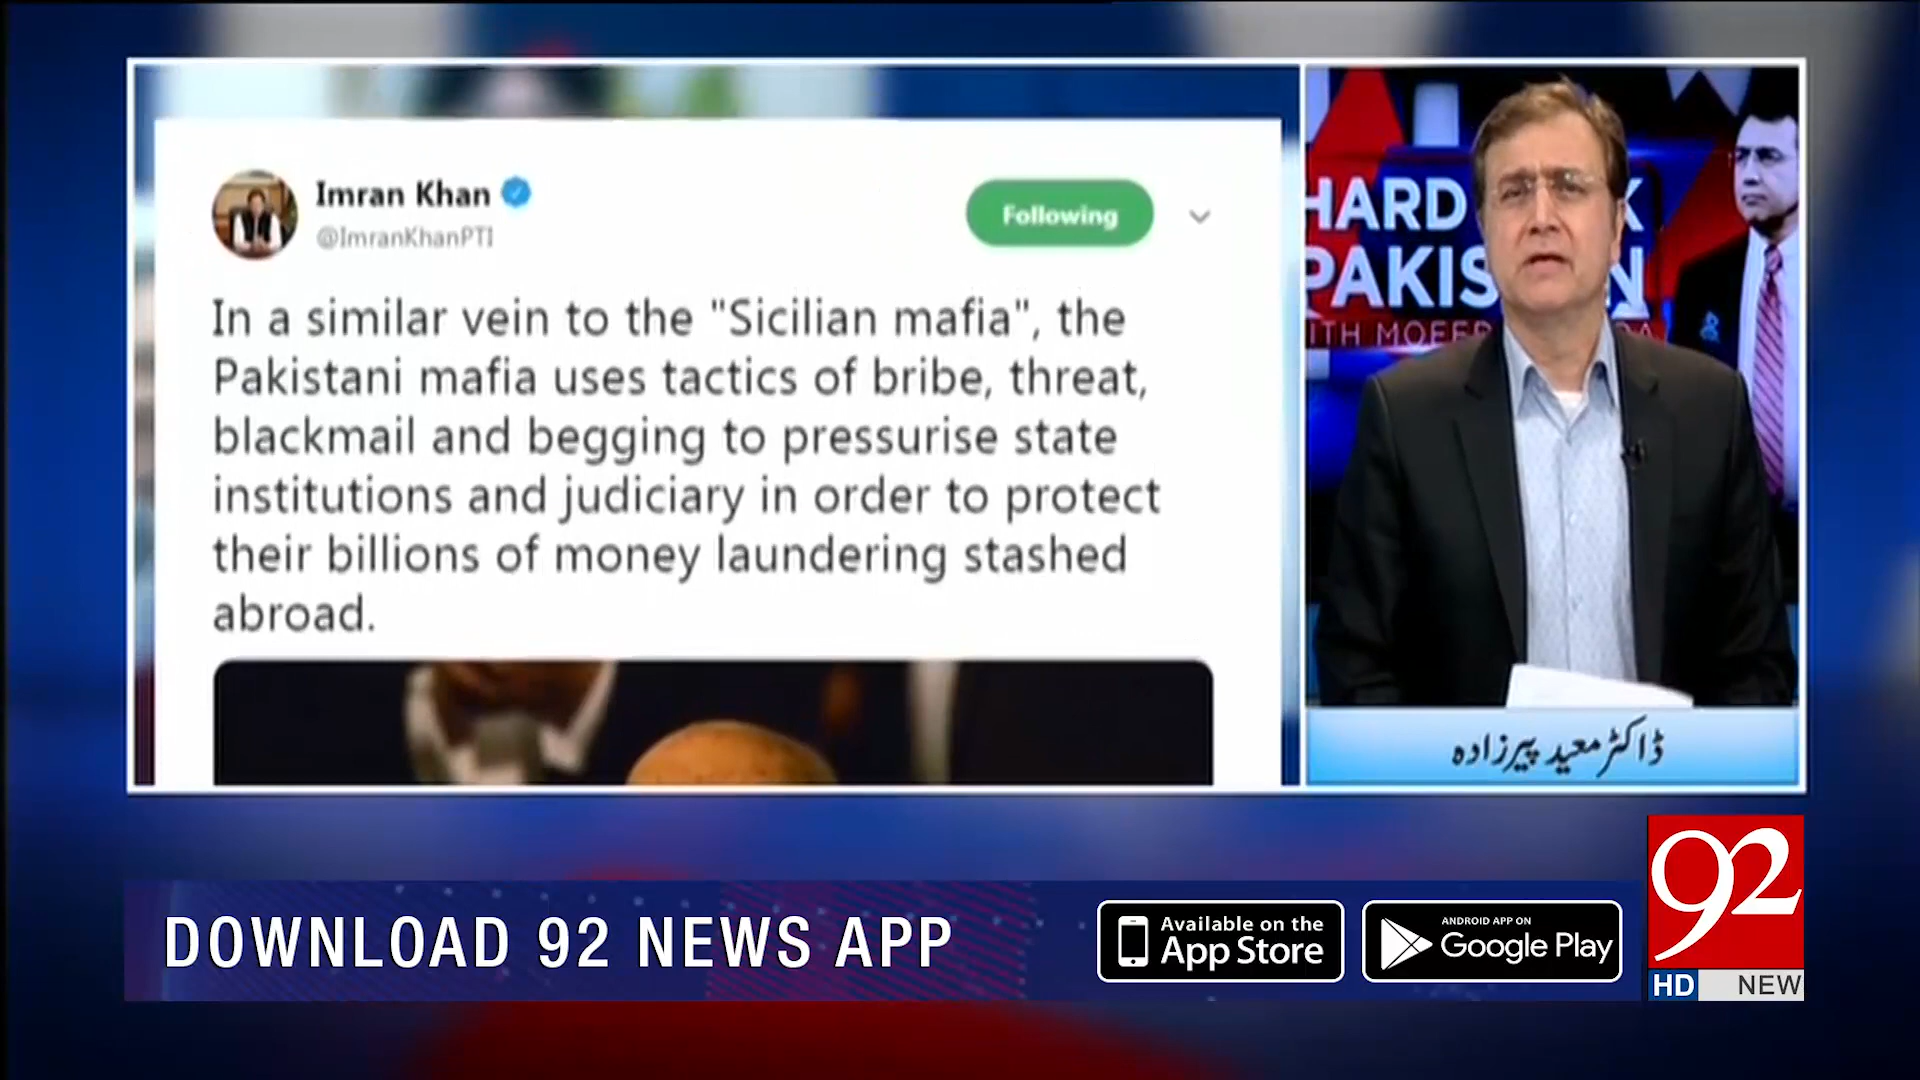 Imran Khan
@ImranKhanPTI
Following
In a similar vein to the "Sicilian mafia", the
Pakistani mafia uses tactics of bribe, threat,
blackmail and begging to pressurise state
institutions and judiciary in order to protect
their billions of money laundering stashed
abroad.
HARD K
PAKIS N
ITH MOEE DA
ڈاکٹر معید پیرزادہ
DOWNLOAD 92 NEWS APP
Available on the
App Store
ANDROID APP ON
Google Play
92
HD NEW